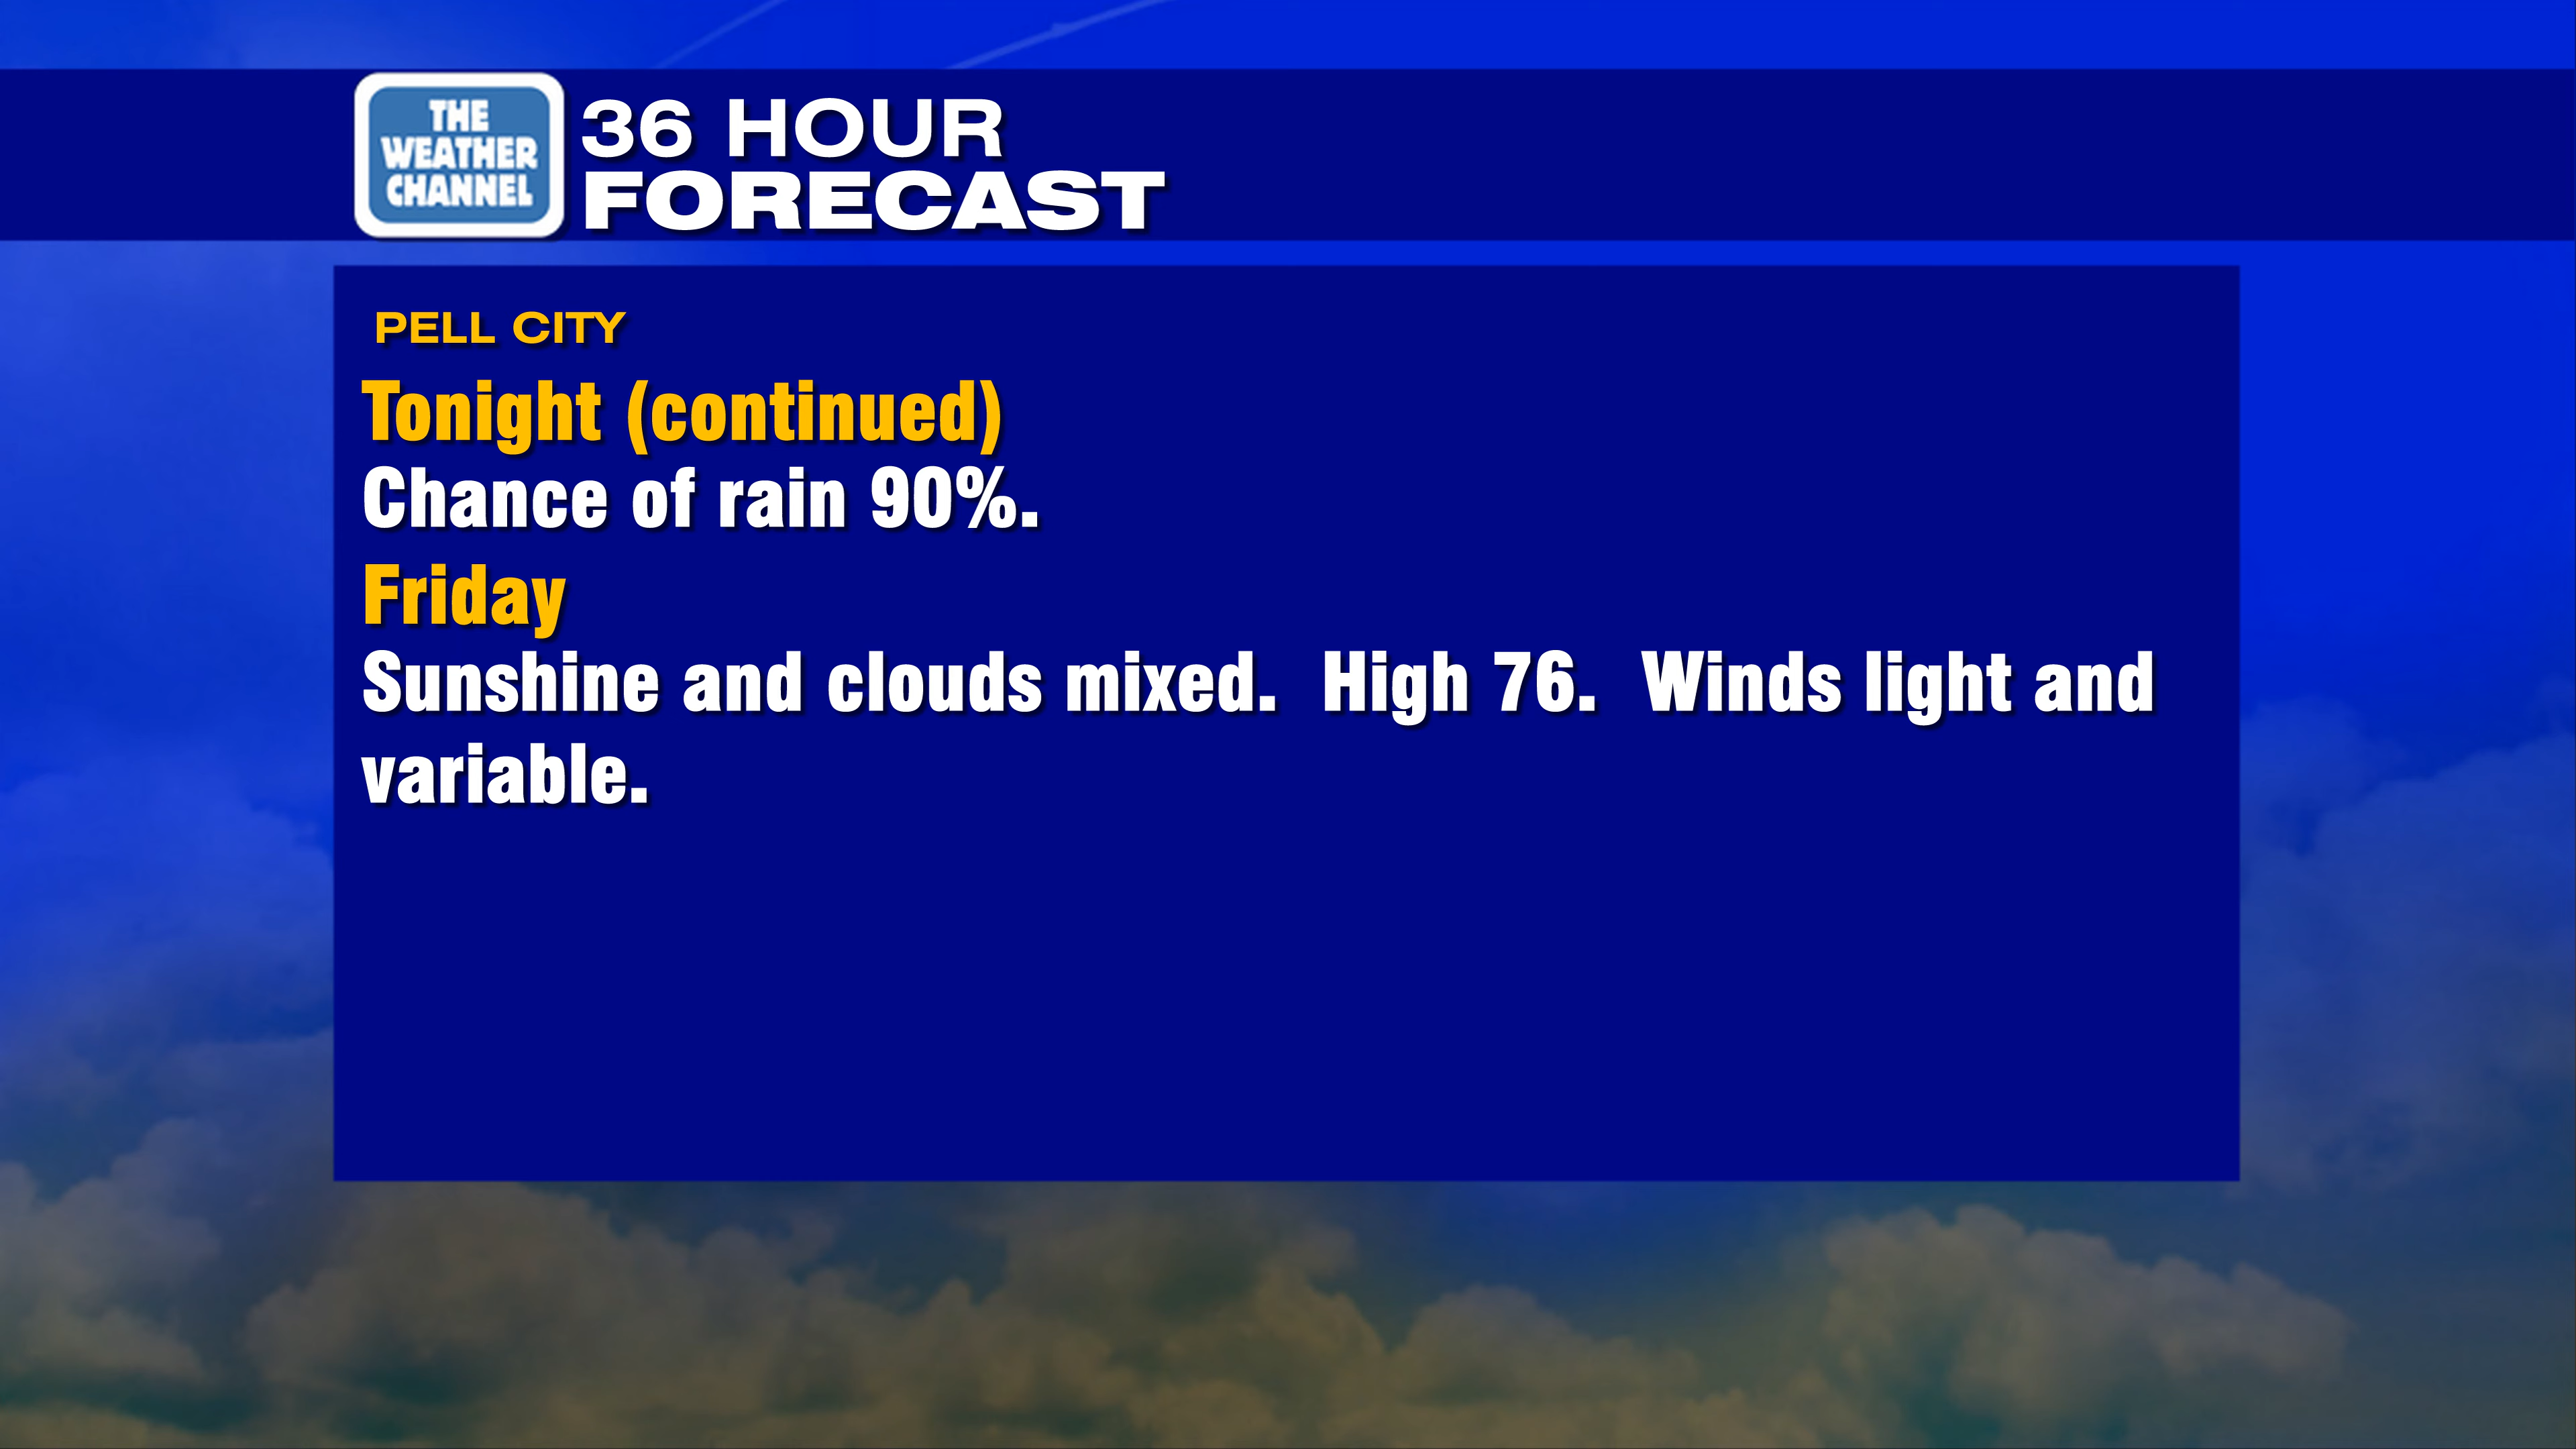 THE
WEATHER
CHANNEL
36 HOUR
FORECAST
PELL CITY
Tonight (continued)
Chance of rain 90%.
Friday
Sunshine and clouds mixed.  High 76.  Winds light and
variable.